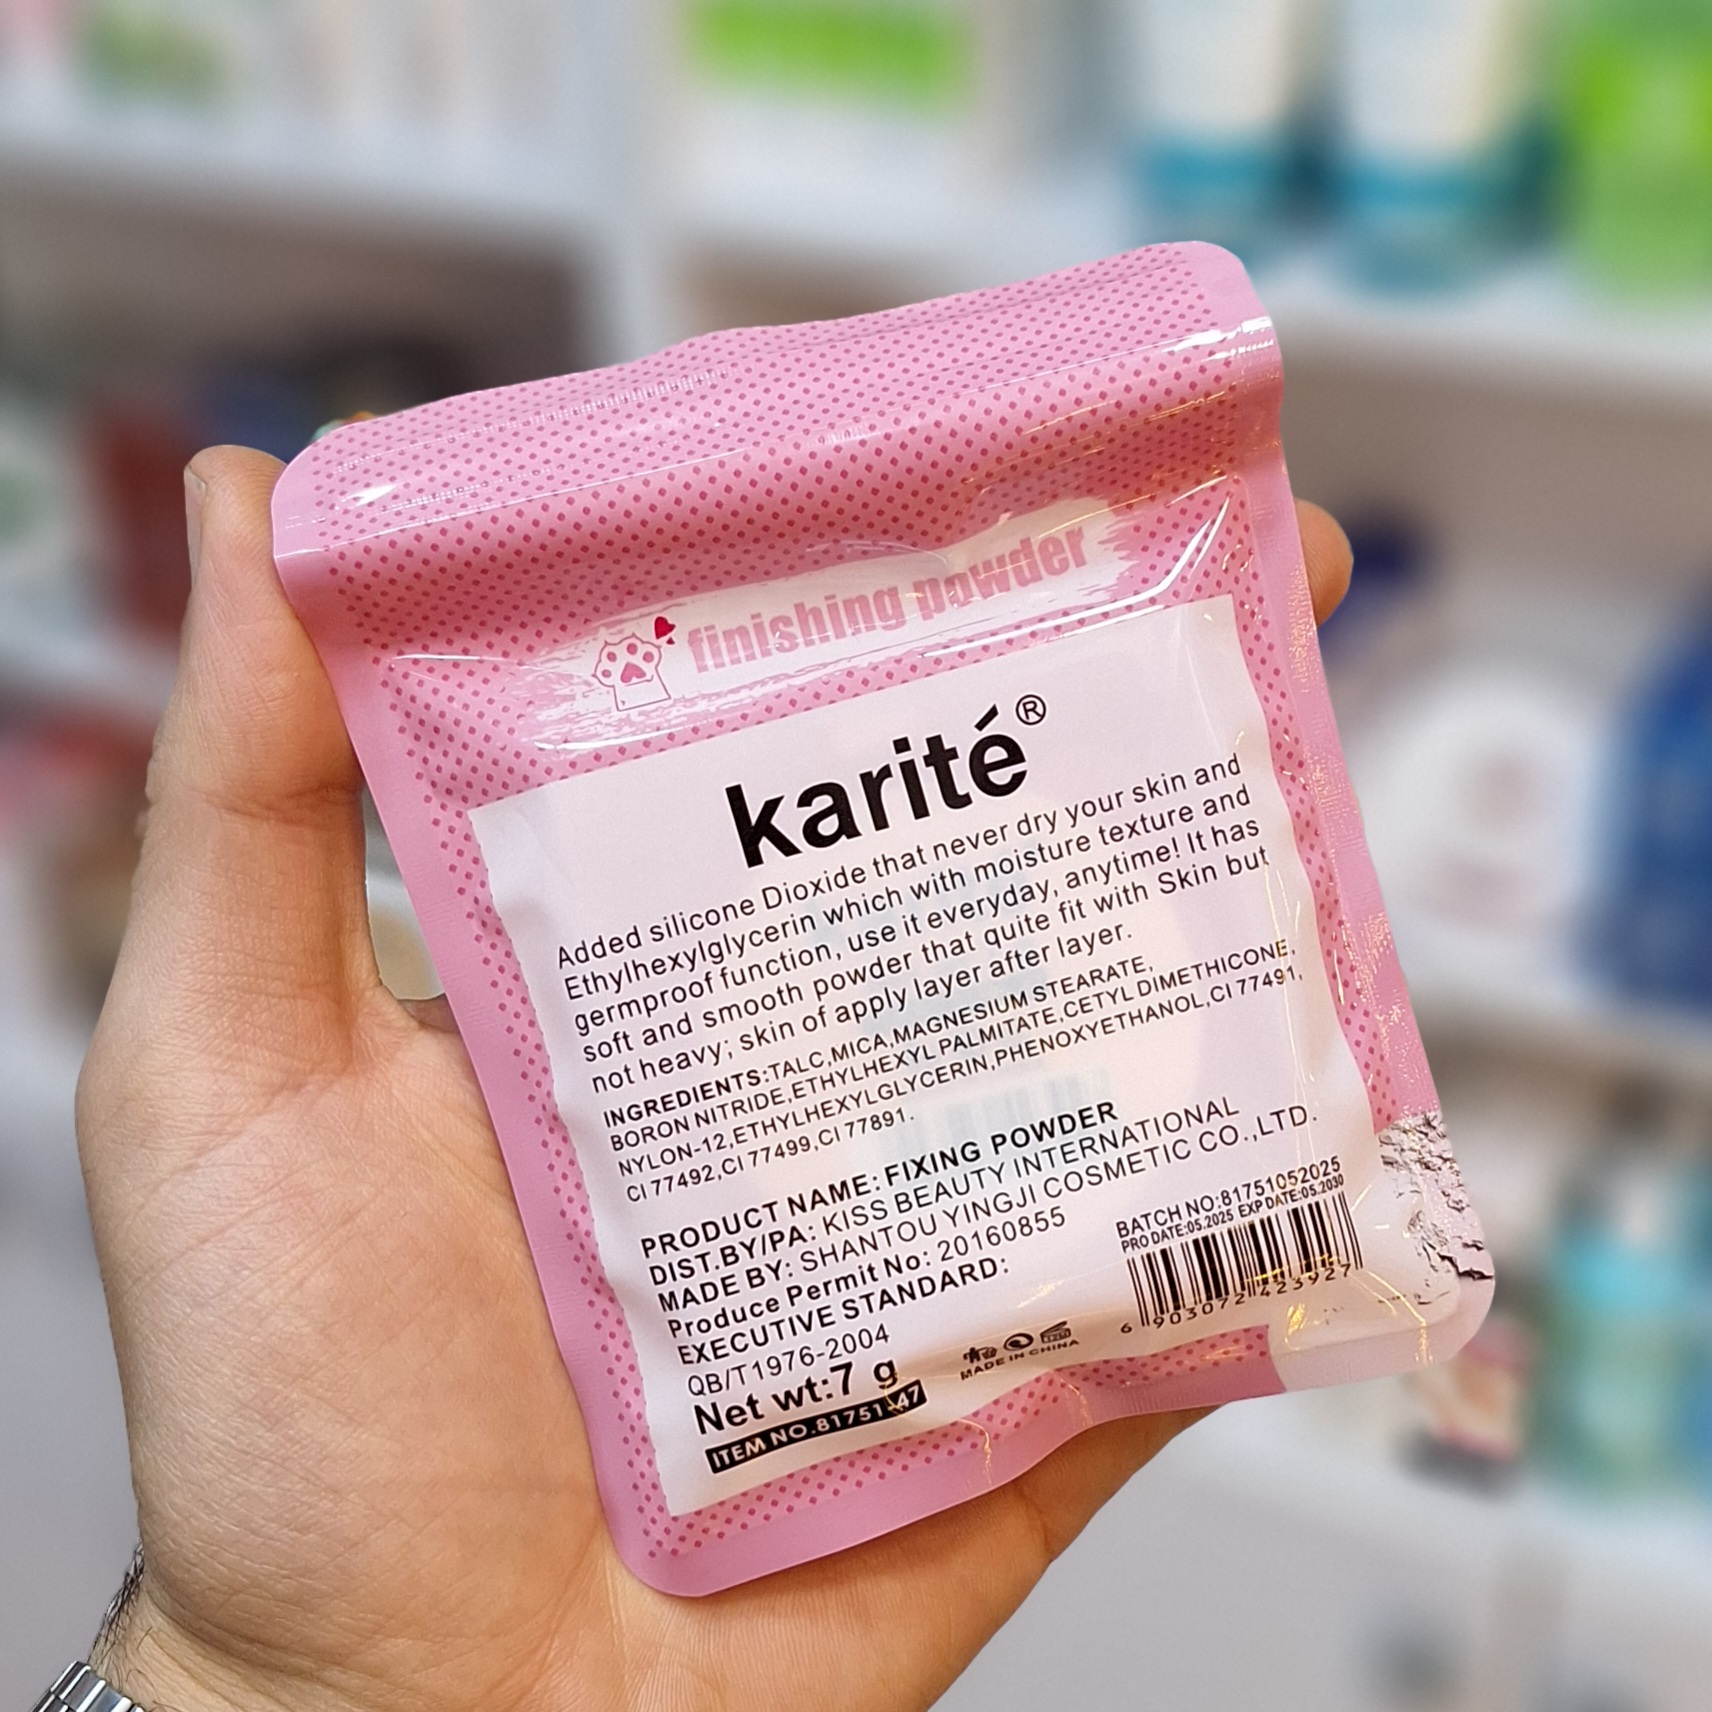 finishing powder
karité®
Added silicone Dioxide that never dry your skin and
Ethylhexylglycerin which with moisture texture and
germproof function, use it everyday, anytime! It has
soft and smooth powder that quite fit with Skin but
not heavy; skin of apply layer after layer.
INGREDIENTS:TALC,MICA,MAGNESIUM STEARATE,
BORON NITRIDE,ETHYLHEXYL PALMITATE,CETYL DIMETHICONE,
NYLON-12,ETHYLHEXYLGLYCERIN,PHENOXYETHANOL,CI 77491,
CI 77492,CI 77499,CI 77891.
PRODUCT NAME: FIXING POWDER
DIST.BY/PA: KISS BEAUTY INTERNATIONAL
MADE BY: SHANTOU YINGJI COSMETIC CO.,LTD.
Produce Permit No: 20160855
EXECUTIVE STANDARD:
QB/T1976-2004
Net wt:7 g
ITEM NO.81751-47
MADE IN CHINA
BATCH NO:81751052025
PRO DATE:05.2025 EXP DATE:05.2030
6 903072 423927